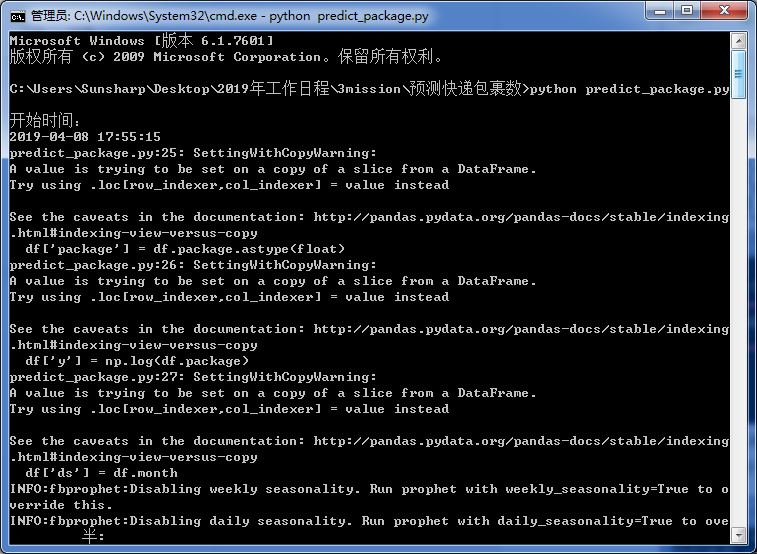 管理员: C:\Windows\System32\cmd.exe - python  predict_package.py
Microsoft Windows [版本 6.1.7601]
版权所有 (c) 2009 Microsoft Corporation。保留所有权利。
C:\Users\Sunsharp\Desktop\2019年工作日程\3mission\预测快递包裹数>python predict_package.py
开始时间：
2019-04-08 17:55:15
predict_package.py:25: SettingWithCopyWarning:
A value is trying to be set on a copy of a slice from a DataFrame.
Try using .loc[row_indexer,col_indexer] = value instead
See the caveats in the documentation: http://pandas.pydata.org/pandas-docs/stable/indexing
.html#indexing-view-versus-copy
  df['package'] = df.package.astype(float)
predict_package.py:26: SettingWithCopyWarning:
A value is trying to be set on a copy of a slice from a DataFrame.
Try using .loc[row_indexer,col_indexer] = value instead
See the caveats in the documentation: http://pandas.pydata.org/pandas-docs/stable/indexing
.html#indexing-view-versus-copy
  df['y'] = np.log(df.package)
predict_package.py:27: SettingWithCopyWarning:
A value is trying to be set on a copy of a slice from a DataFrame.
Try using .loc[row_indexer,col_indexer] = value instead
See the caveats in the documentation: http://pandas.pydata.org/pandas-docs/stable/indexing
.html#indexing-view-versus-copy
  df['ds'] = df.month
INFO:fbprophet:Disabling weekly seasonality. Run prophet with weekly_seasonality=True to o
verride this.
INFO:fbprophet:Disabling daily seasonality. Run prophet with daily_seasonality=True to ove
半: